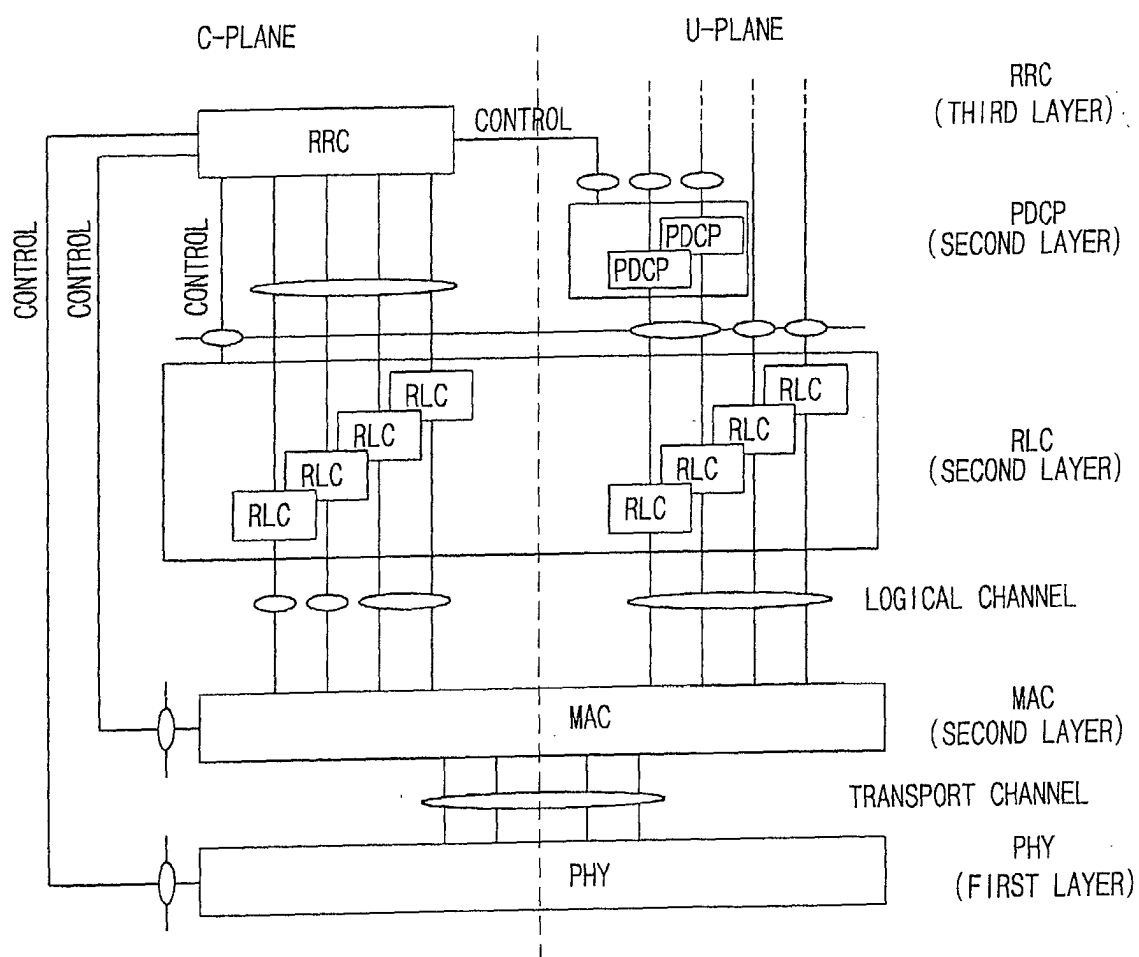 C-PLANE
U-PLANE
RRC
(THIRD LAYER)
RRC
CONTROL
CONTROL
CONTROL
CONTROL
PDCP
PDCP
PDCP
(SECOND LAYER)
RLC
RLC
RLC
RLC
RLC
RLC
RLC
RLC
RLC
(SECOND LAYER)
LOGICAL CHANNEL
MAC
MAC
(SECOND LAYER)
TRANSPORT CHANNEL
PHY
PHY
(FIRST LAYER)